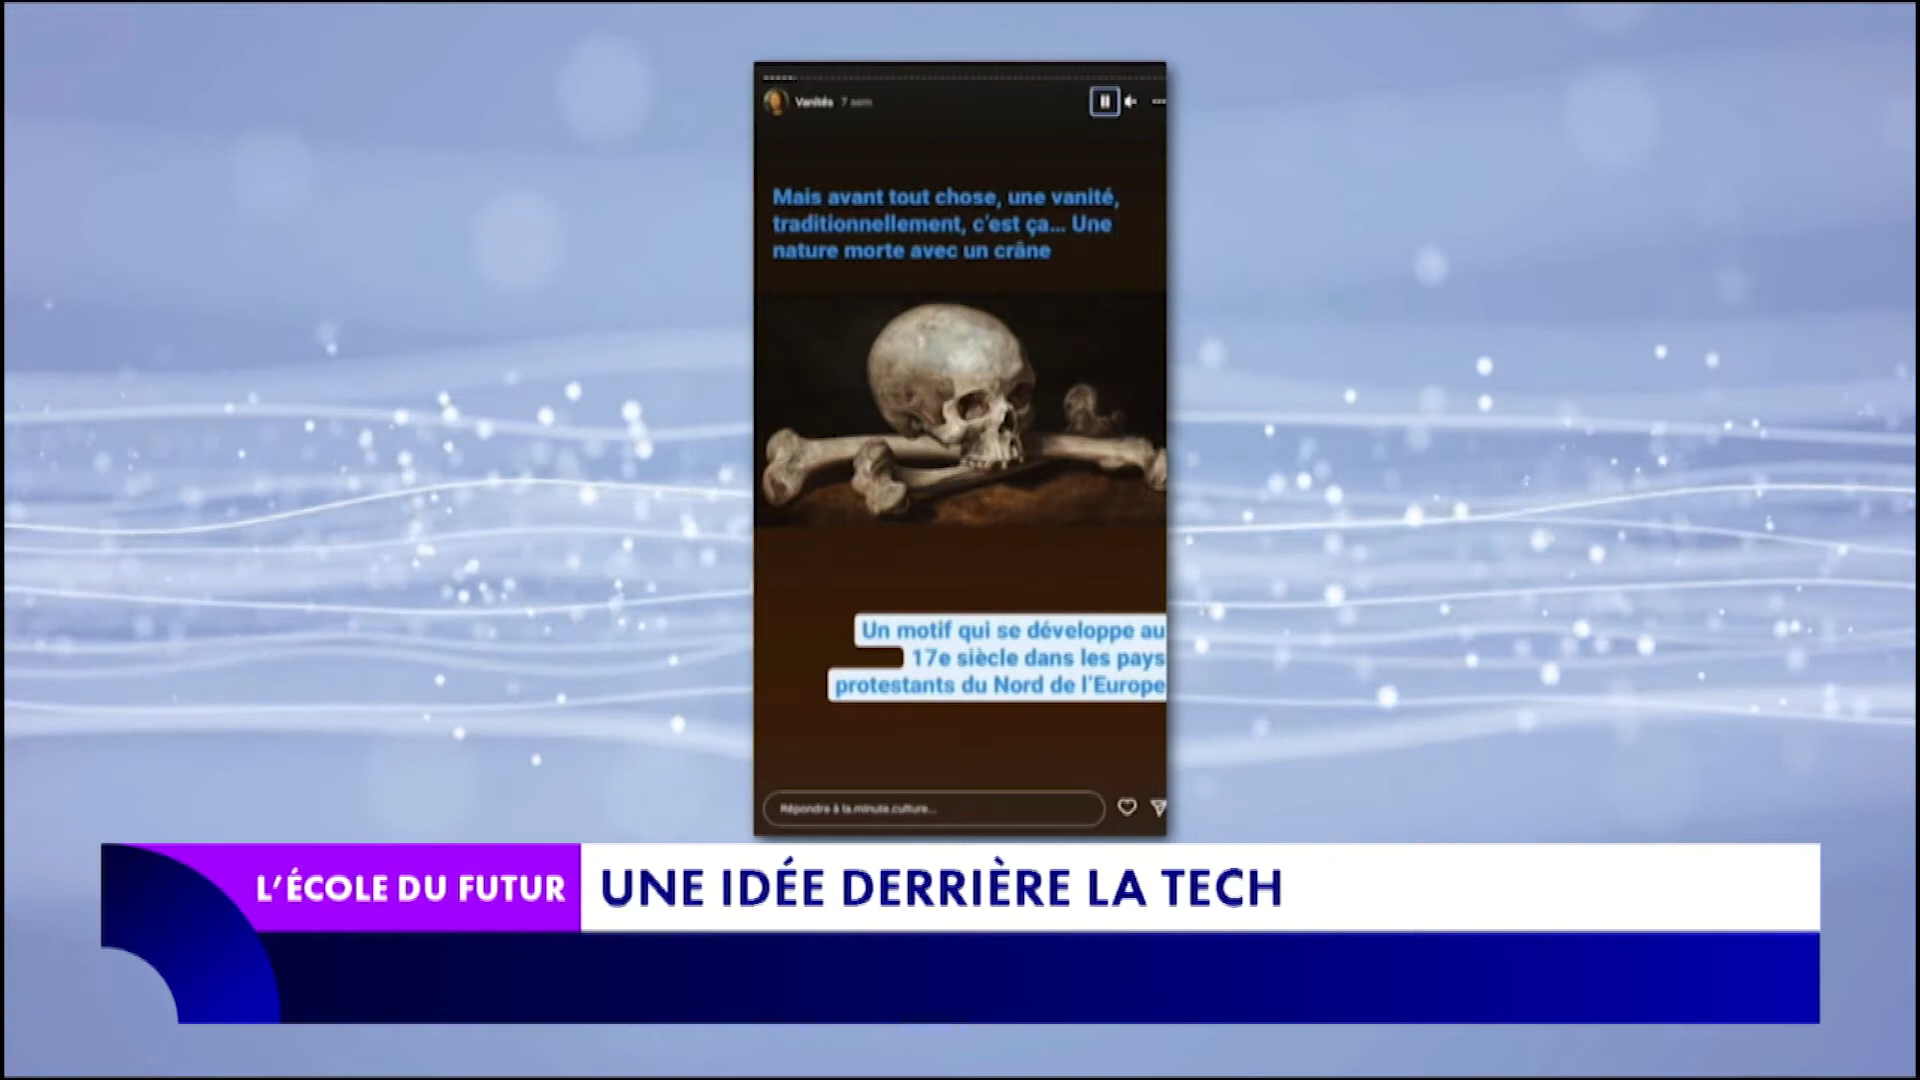 Vanités 7 sem
Mais avant tout chose, une vanité,
traditionnellement, c'est ça... Une
nature morte avec un crâne
Un motif qui se développe au
17e siècle dans les pays
protestants du Nord de l'Europe
Répondre à la.minute.culture...
L'ÉCOLE DU FUTUR
UNE IDÉE DERRIÈRE LA TECH